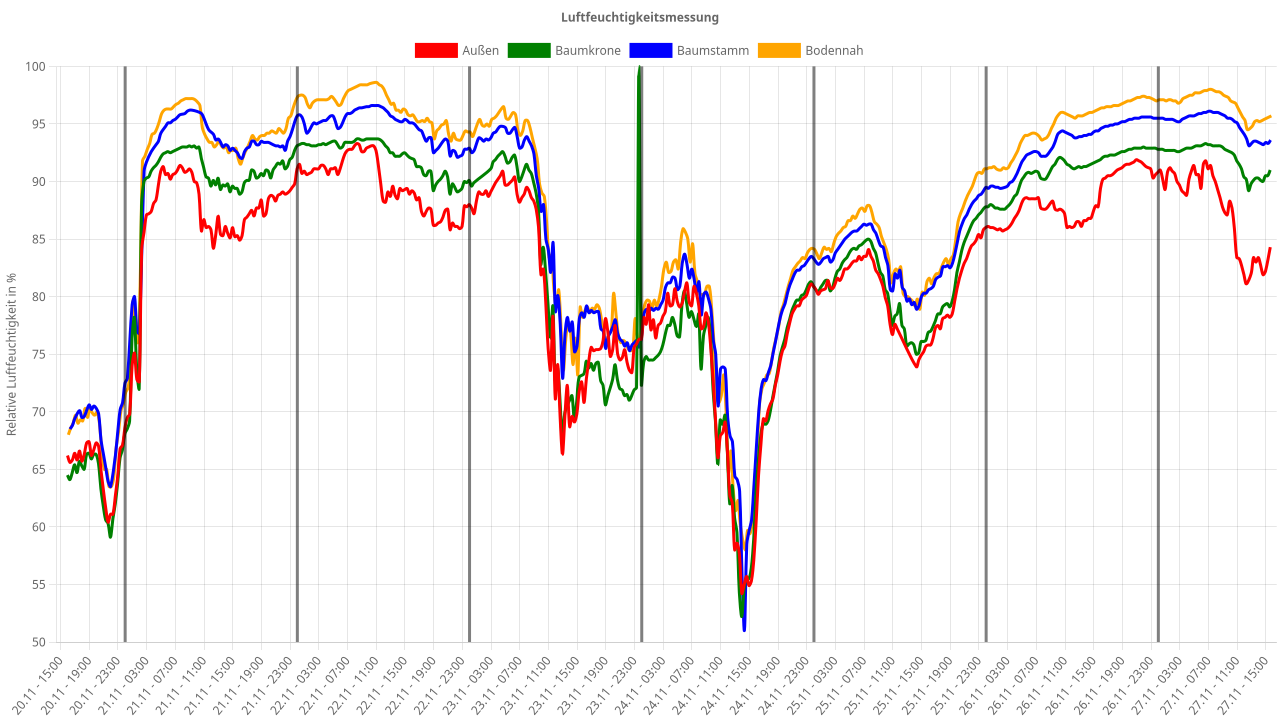 Luftfeuchtigkeitsmessung
Außen Baumkrone Baumstamm Bodennah
Relative Luftfeuchtigkeit in %
100
95
90
85
80
75
70
65
60
55
50
20.11 - 15:00
20.11 - 19:00
20.11 - 23:00
21.11 - 03:00
21.11 - 07:00
21.11 - 11:00
21.11 - 15:00
21.11 - 19:00
21.11 - 23:00
22.11 - 03:00
22.11 - 07:00
22.11 - 11:00
22.11 - 15:00
22.11 - 19:00
22.11 - 23:00
23.11 - 03:00
23.11 - 07:00
23.11 - 11:00
23.11 - 15:00
23.11 - 19:00
23.11 - 23:00
24.11 - 03:00
24.11 - 07:00
24.11 - 11:00
24.11 - 15:00
24.11 - 19:00
24.11 - 23:00
25.11 - 03:00
25.11 - 07:00
25.11 - 11:00
25.11 - 15:00
25.11 - 19:00
25.11 - 23:00
26.11 - 03:00
26.11 - 07:00
26.11 - 11:00
26.11 - 15:00
26.11 - 19:00
26.11 - 23:00
27.11 - 03:00
27.11 - 07:00
27.11 - 11:00
27.11 - 15:00